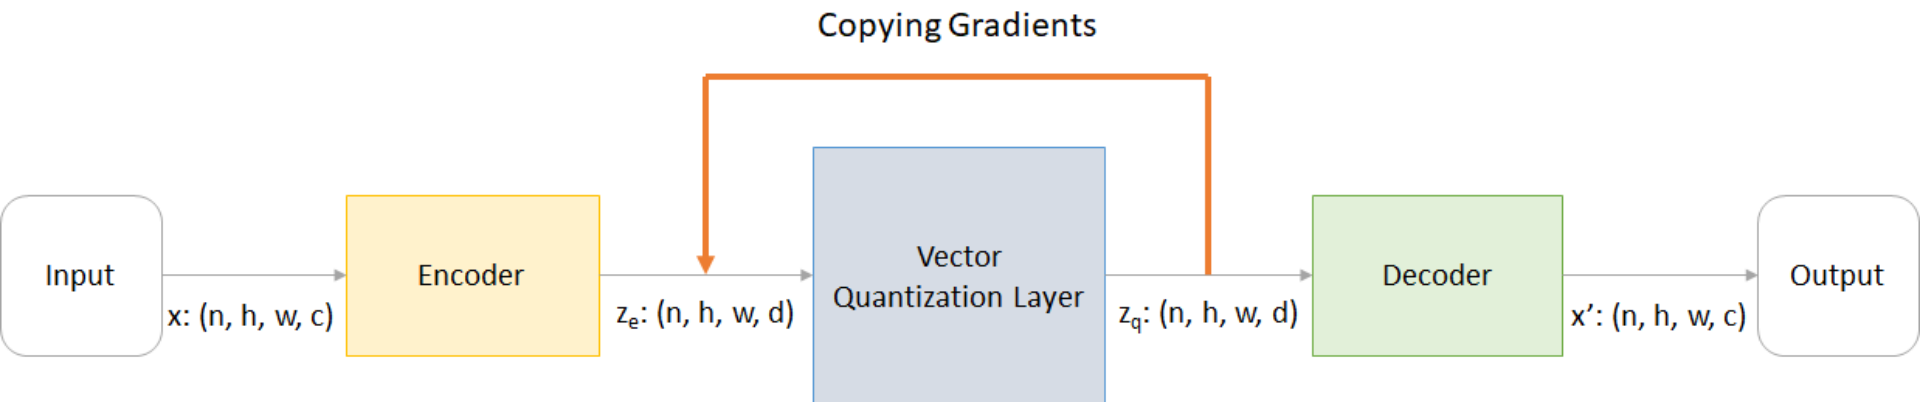 Copying Gradients
Input
x: (n, h, w, c)
Encoder
zₑ: (n, h, w, d)
Vector
Quantization Layer
z_q: (n, h, w, d)
Decoder
x’: (n, h, w, c)
Output